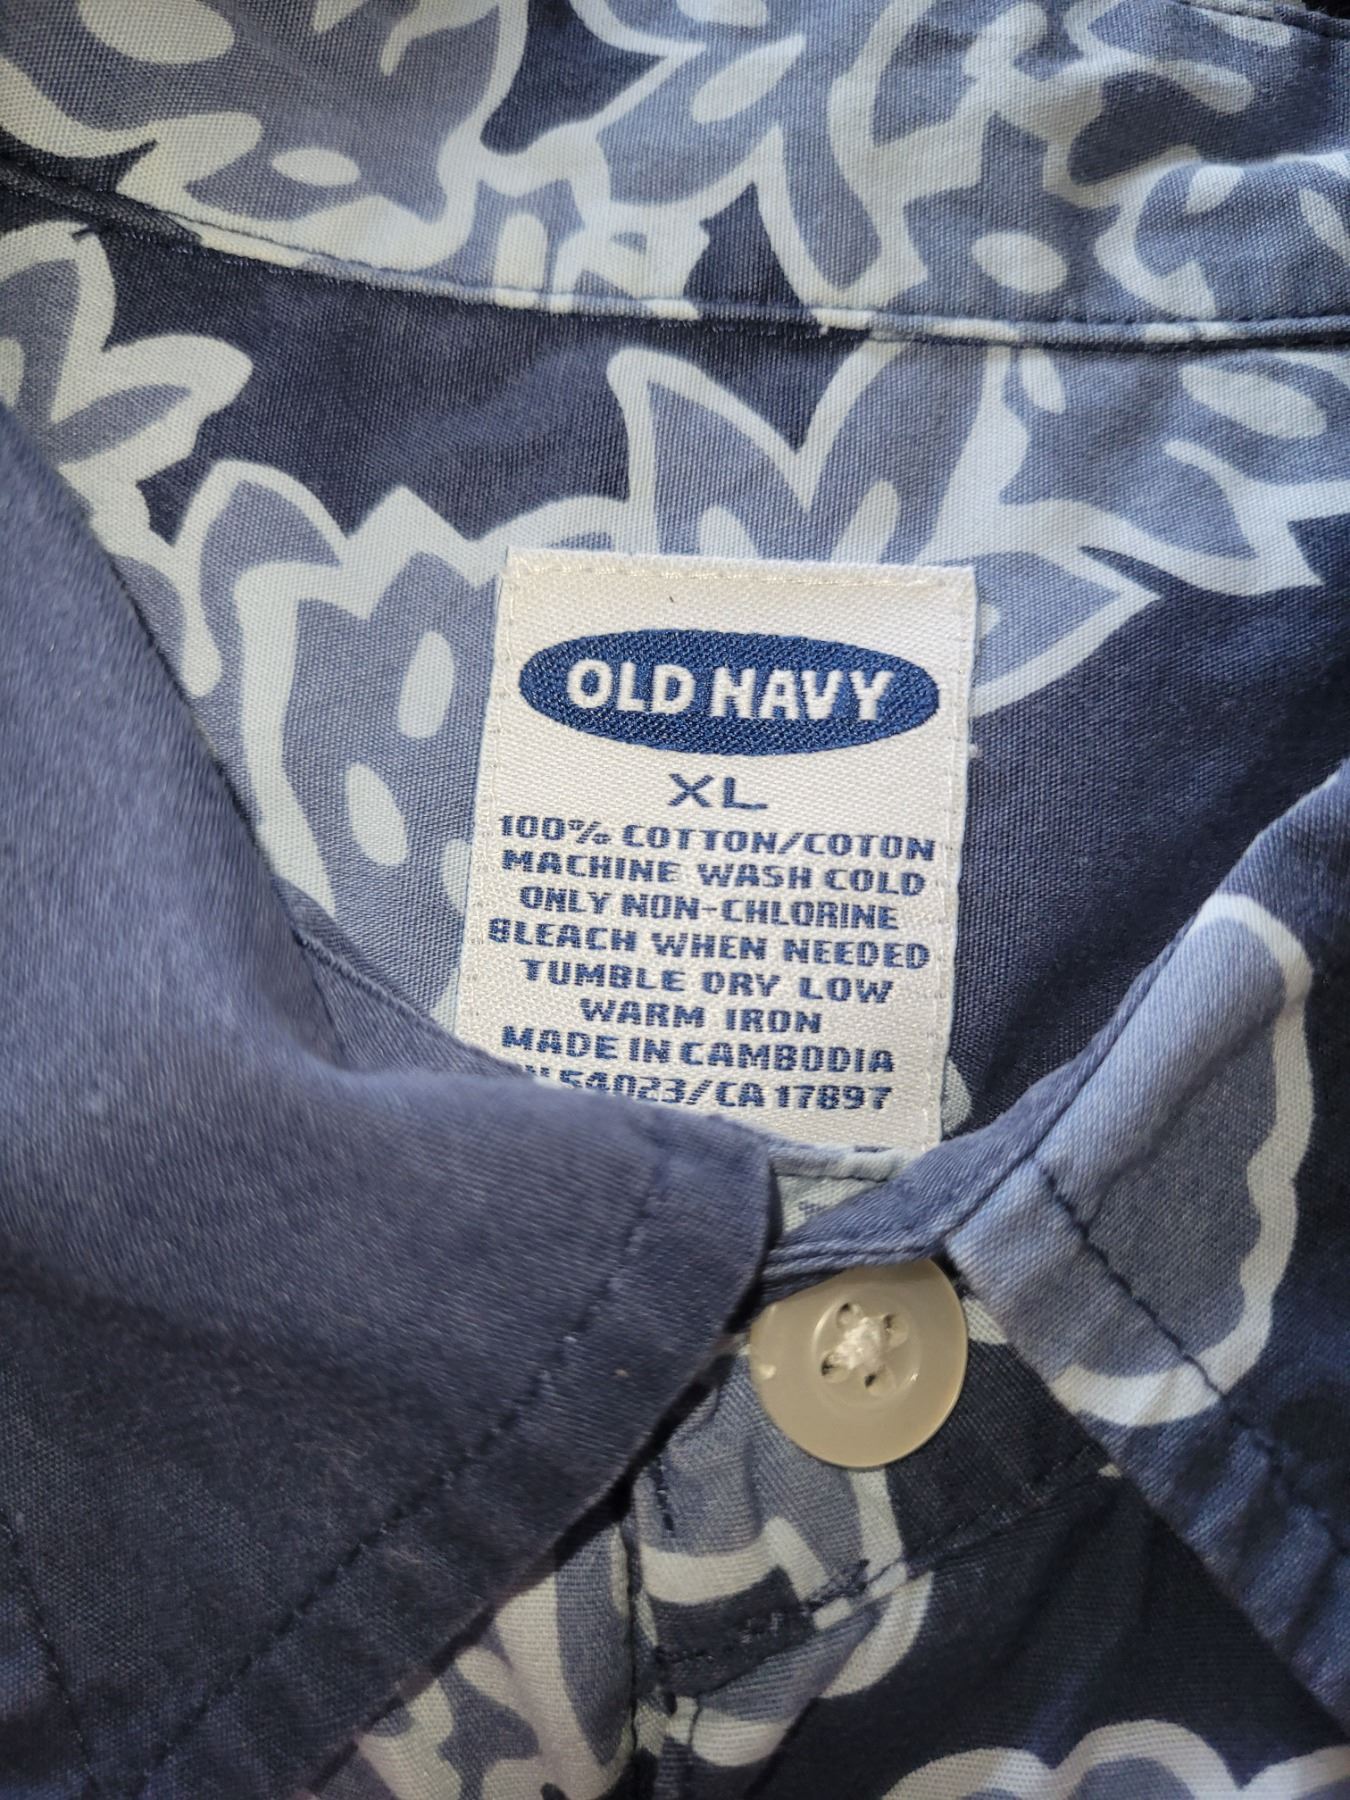 OLD NAVY
XL
100% COTTON/COTON
MACHINE WASH COLD
ONLY NON-CHLORINE
BLEACH WHEN NEEDED
TUMBLE DRY LOW
WARM IRON
MADE IN CAMBODIA
54023/CA 17897